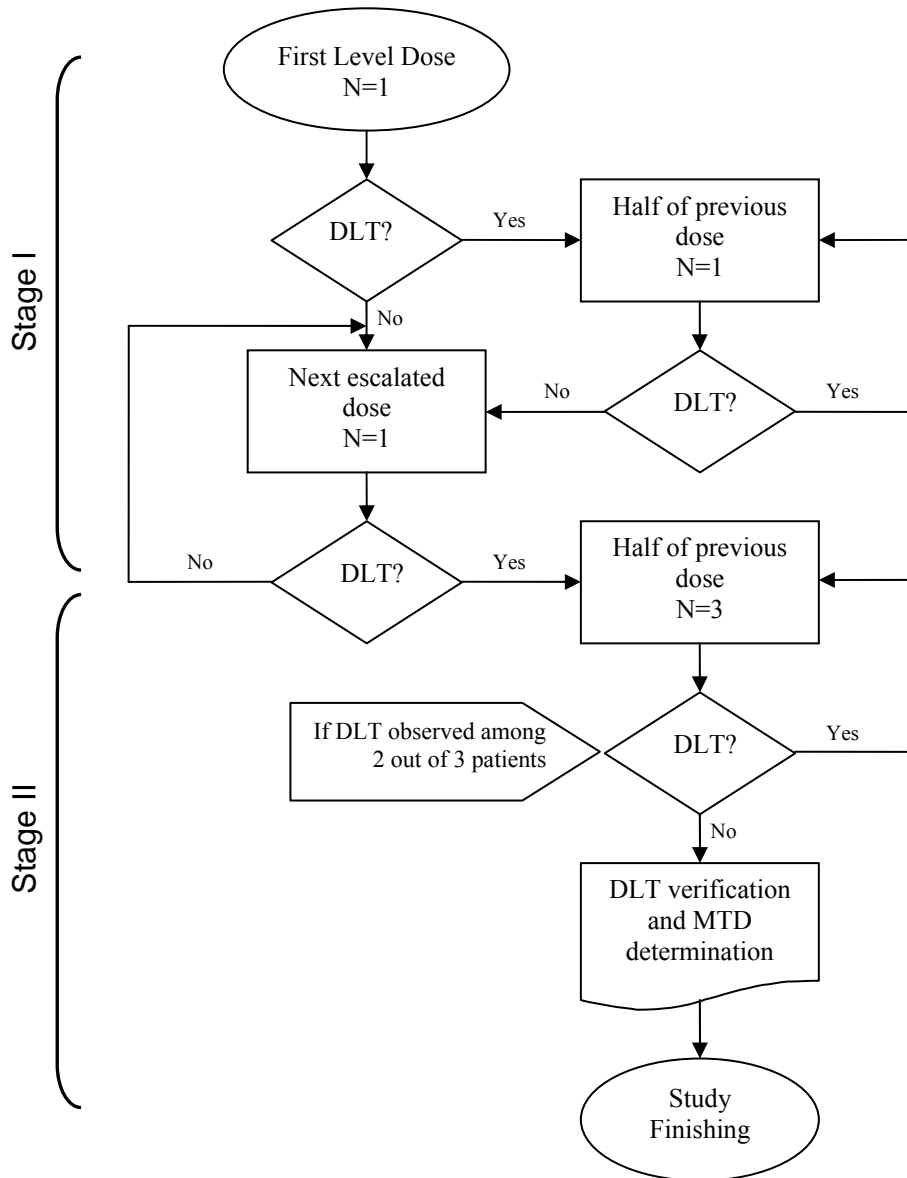 Stage I
First Level Dose
N=1
DLT?
Yes
Half of previous
dose
N=1
No
Next escalated
dose
N=1
No
DLT?
Yes
DLT?
No
Yes
Half of previous
dose
N=3
Stage II
If DLT observed among
2 out of 3 patients
DLT?
Yes
No
DLT verification
and MTD
determination
Study
Finishing